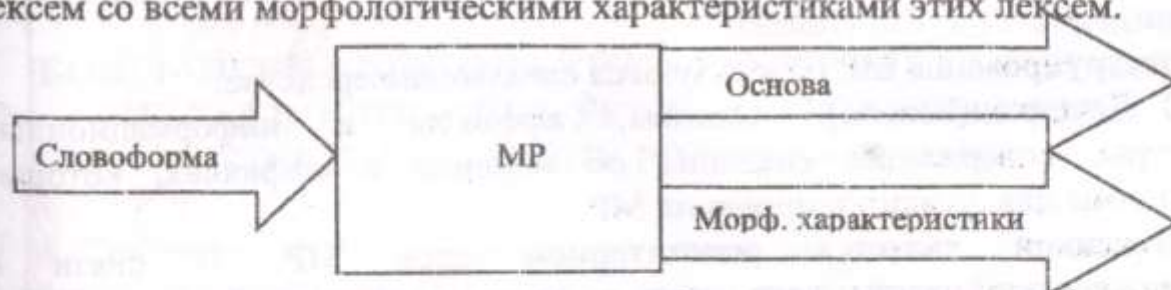 лексем со всеми морфологическими характеристиками этих лексем.
Основа
Словоформа
МР
Морф. характеристики